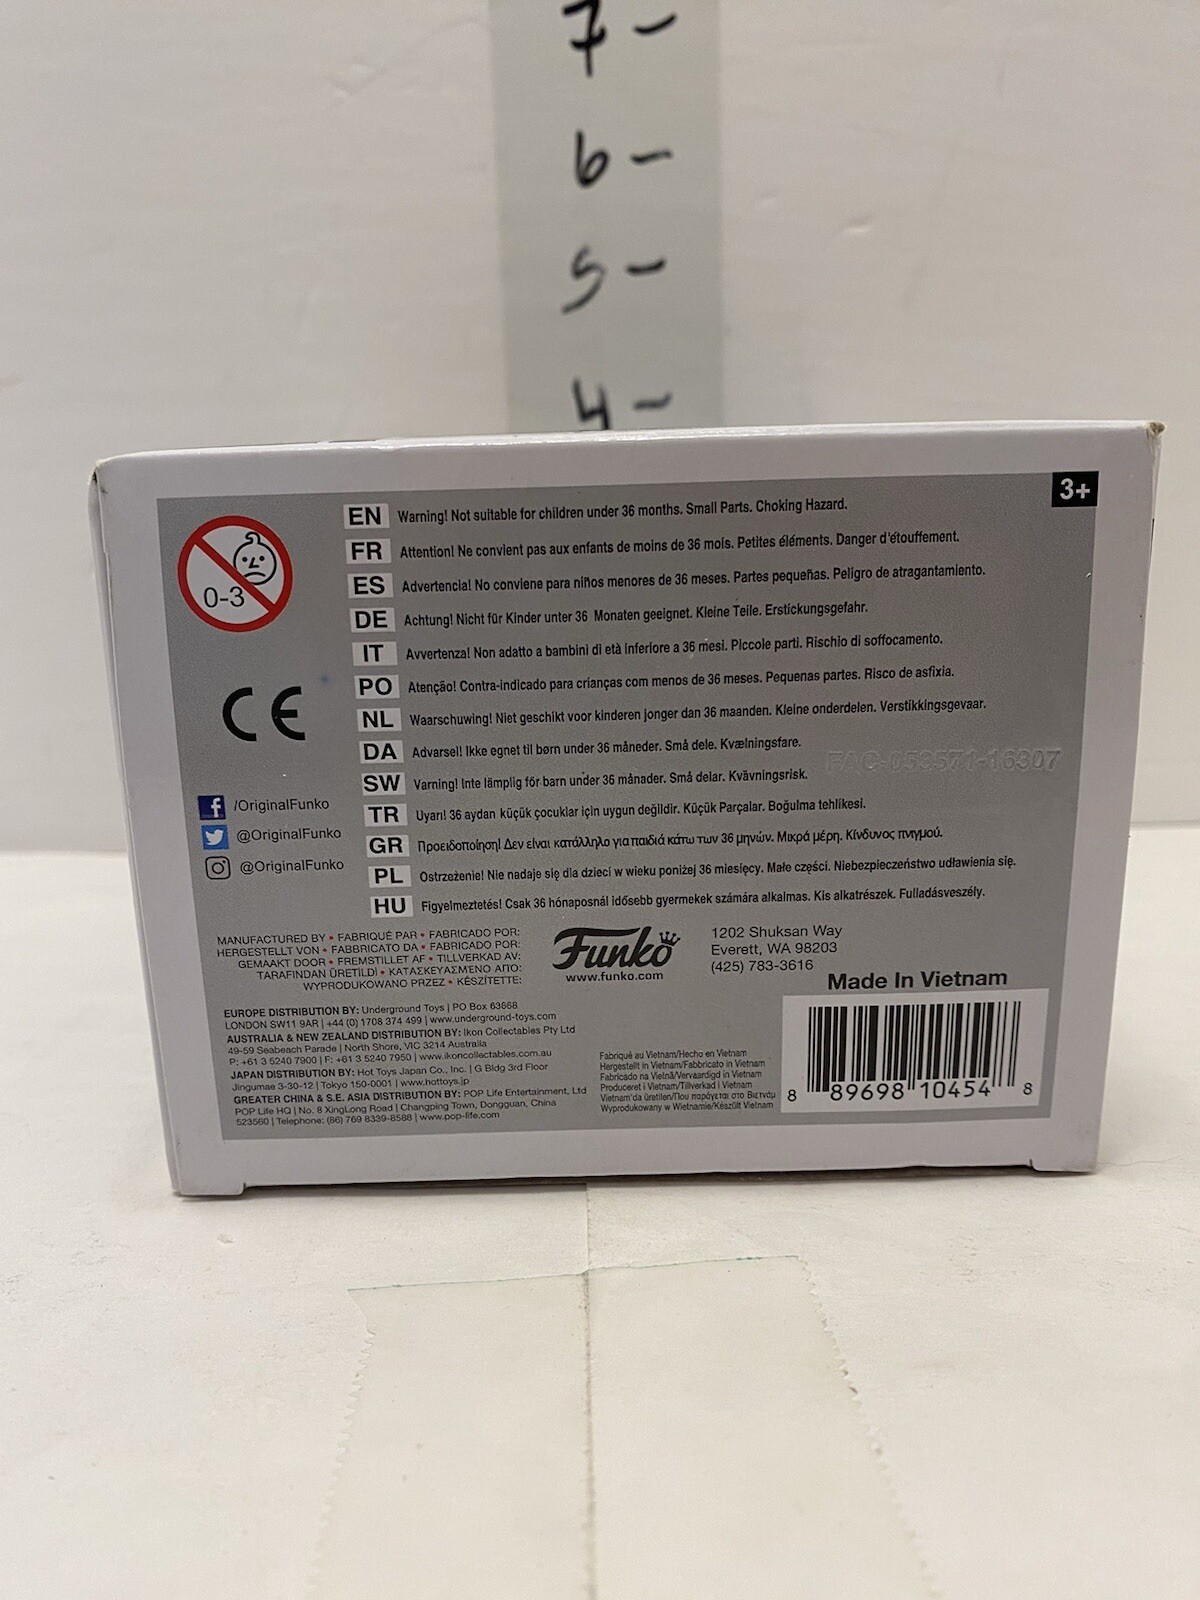 7 -
6 -
5 -
4 -
3+
0-3
EN Warning! Not suitable for children under 36 months. Small Parts. Choking Hazard.
FR Attention! Ne convient pas aux enfants de moins de 36 mois. Petites éléments. Danger d'étouffement.
ES Advertencia! No conviene para niños menores de 36 meses. Partes pequeñas. Peligro de atragantamiento.
DE Achtung! Nicht für Kinder unter 36 Monaten geeignet. Kleine Teile. Erstickungsgefahr.
IT Avvertenza! Non adatto a bambini di età inferiore a 36 mesi. Piccole parti. Rischio di soffocamento.
PO Atenção! Contra-indicado para crianças com menos de 36 meses. Pequenas partes. Risco de asfixia.
NL Waarschuwing! Niet geschikt voor kinderen jonger dan 36 maanden. Kleine onderdelen. Verstikkingsgevaar.
DA Advarsel! Ikke egnet til børn under 36 måneder. Små dele. Kvælningsfare.
FAC-053571-16307
SW Varning! Inte lämplig för barn under 36 månader. Små delar. Kvävningsrisk.
TR Uyarı! 36 aydan küçük çocuklar için uygun değildir. Küçük Parçalar. Boğulma tehlikesi.
GR Προειδοποίηση! Δεν είναι κατάλληλο για παιδιά κάτω των 36 μηνών. Μικρά μέρη. Κίνδυνος πνιγμού.
PL Ostrzeżenie! Nie nadaje się dla dzieci w wieku poniżej 36 miesięcy. Małe części. Niebezpieczeństwo udławienia się.
HU Figyelmeztetés! Csak 36 hónaposnál idősebb gyermekek számára alkalmas. Kis alkatrészek. Fulladásveszély.
CE
/OriginalFunko
@OriginalFunko
@OriginalFunko
MANUFACTURED BY • FABRIQUÉ PAR • FABRICADO POR:
HERGESTELLT VON • FABBRICATO DA • FABRICADO POR:
GEMAAKT DOOR • FREMSTILLET AF • TILLVERKAD AV:
TARAFINDAN ÜRETİLDİ • ΚΑΤΑΣΚΕΥΑΣΜΕΝΟ ΑΠΟ:
WYPRODUKOWANO PRZEZ • KÉSZÍTETTE:
Funko
www.funko.com
1202 Shuksan Way
Everett, WA 98203
(425) 783-3616
Made In Vietnam
EUROPE DISTRIBUTION BY: Underground Toys | PO Box 63668
LONDON SW11 9AR | +44 (0) 1708 374 499 | www.underground-toys.com
AUSTRALIA & NEW ZEALAND DISTRIBUTION BY: Ikon Collectables Pty Ltd
49-59 Seabeach Parade | North Shore, VIC 3214 Australia
P: +61 3 5240 7900 | F: +61 3 5240 7950 | www.ikoncollectables.com.au
JAPAN DISTRIBUTION BY: Hot Toys Japan Co., Inc. | G Bldg 3rd Floor
Jingumae 3-30-12 | Tokyo 150-0001 | www.hottoys.jp
GREATER CHINA & S.E. ASIA DISTRIBUTION BY: POP Life Entertainment, Ltd
POP Life HQ | No. 8 XingLong Road | Changping Town, Dongguan, China
523560 | Telephone: (86) 769 8339-8588 | www.pop-life.com
Fabriqué au Vietnam/Hecho en Vietnam
Hergestellt in Vietnam/Fabbricato in Vietnam
Fabricado na Vietnã/Vervaardigd in Vietnam
Produceret i Vietnam/Tillverkad i Vietnam
Vietnam'da üretilen/Που παράγεται στο Βιετνάμ
Wyprodukowany w Wietnamie/Készült Vietnam
8 89698 10454 8